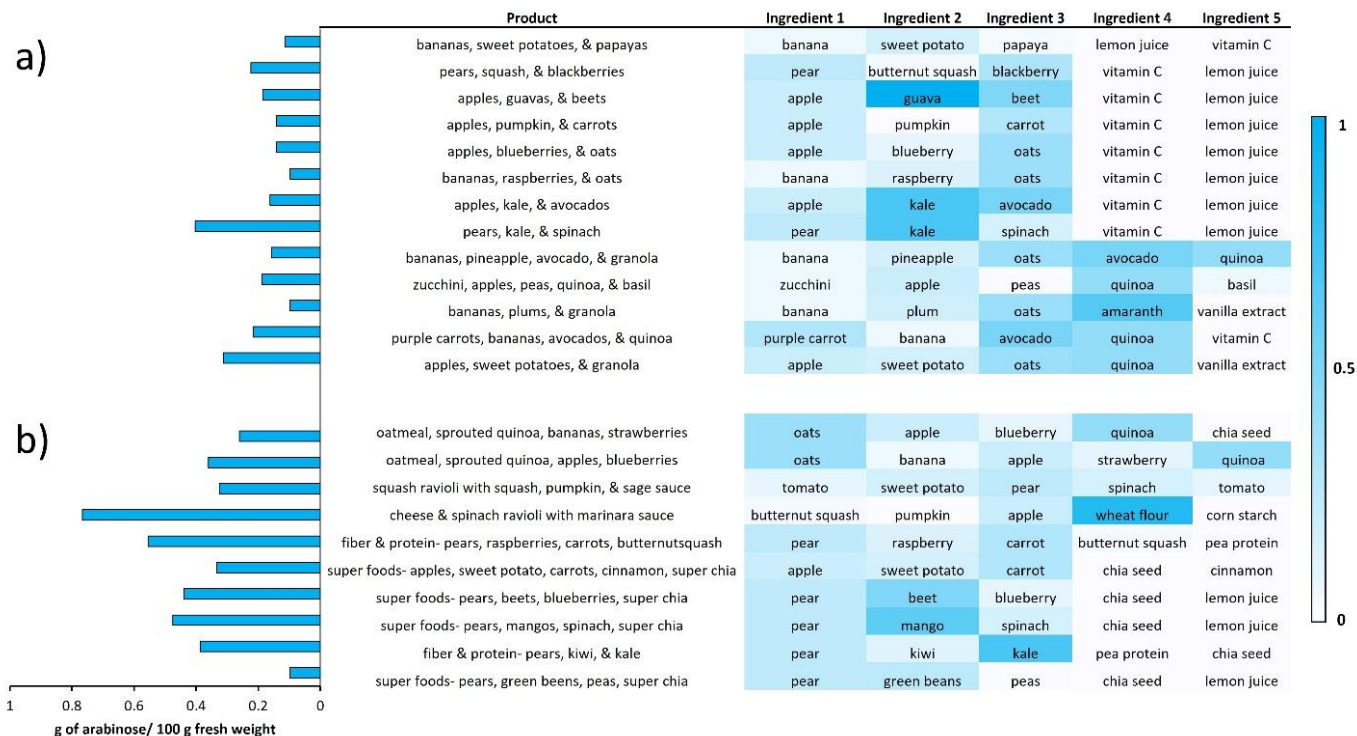 Product Ingredient 1 Ingredient 2 Ingredient 3 Ingredient 4 Ingredient 5
a)
bananas, sweet potatoes, & papayas banana sweet potato papaya lemon juice vitamin C
pears, squash, & blackberries pear butternut squash blackberry vitamin C lemon juice
apples, guavas, & beets apple guava beet vitamin C lemon juice
apples, pumpkin, & carrots apple pumpkin carrot vitamin C lemon juice
apples, blueberries, & oats apple blueberry oats vitamin C lemon juice
bananas, raspberries, & oats banana raspberry oats vitamin C lemon juice
apples, kale, & avocados apple kale avocado vitamin C lemon juice
pears, kale, & spinach pear kale spinach vitamin C lemon juice
bananas, pineapple, avocado, & granola banana pineapple oats avocado quinoa
zucchini, apples, peas, quinoa, & basil zucchini apple peas quinoa basil
bananas, plums, & granola banana plum oats amaranth vanilla extract
purple carrots, bananas, avocados, & quinoa purple carrot banana avocado quinoa vitamin C
apples, sweet potatoes, & granola apple sweet potato oats quinoa vanilla extract
b)
oatmeal, sprouted quinoa, bananas, strawberries oats apple blueberry quinoa chia seed
oatmeal, sprouted quinoa, apples, blueberries oats banana apple strawberry quinoa
squash ravioli with squash, pumpkin, & sage sauce tomato sweet potato pear spinach tomato
cheese & spinach ravioli with marinara sauce butternut squash pumpkin apple wheat flour corn starch
fiber & protein- pears, raspberries, carrots, butternutsquash pear raspberry carrot butternut squash pea protein
super foods- apples, sweet potato, carrots, cinnamon, super chia apple sweet potato carrot chia seed cinnamon
super foods- pears, beets, blueberries, super chia pear beet blueberry chia seed lemon juice
super foods- pears, mangos, spinach, super chia pear mango spinach chia seed lemon juice
fiber & protein- pears, kiwi, & kale pear kiwi kale pea protein chia seed
super foods- pears, green beens, peas, super chia pear green beans peas chia seed lemon juice
1 0.8 0.6 0.4 0.2 0
g of arabinose/ 100 g fresh weight
1
0.5
0